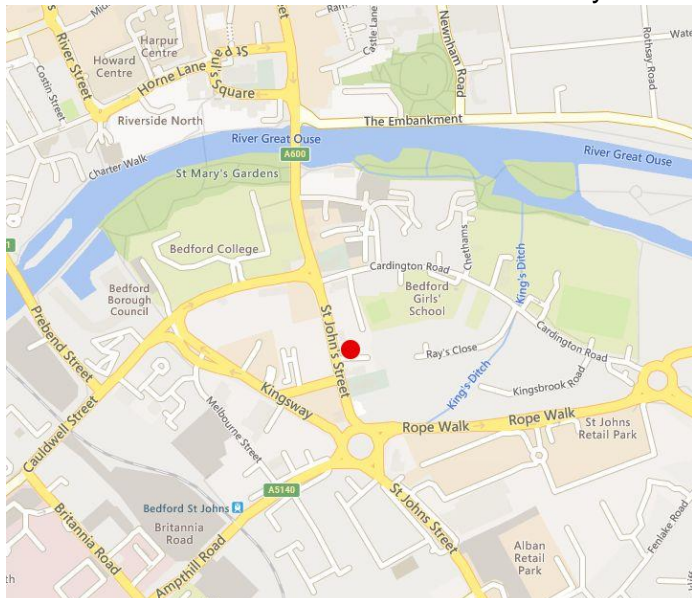 River Street
Harpur
Centre
Howard
Centre
Costin Street
Horne Lane
St Paul's
Square
Riverside North
Castle Lane
Newnham
Road
Rothsay Road
The Embankment
River Great Ouse
A600
River Great Ouse
Charter Walk
St Mary's Gardens
Bedford College
Chethams
Cardington Road
Bedford
Girls'
School
King's Ditch
Bedford
Borough
Council
St John's Street
Cardington Road
Prebend Street
Ray's Close
King's Ditch
Kingsbrook Road
Kingsway
Cauldwell Street
Melbourne Street
Rope Walk
Rope Walk
St Johns
Retail Park
A5140
Bedford St Johns
Britannia
Road
Britannia Road
Ampthill Road
St Johns Street
Alban
Retail
Park
Fenlake Road